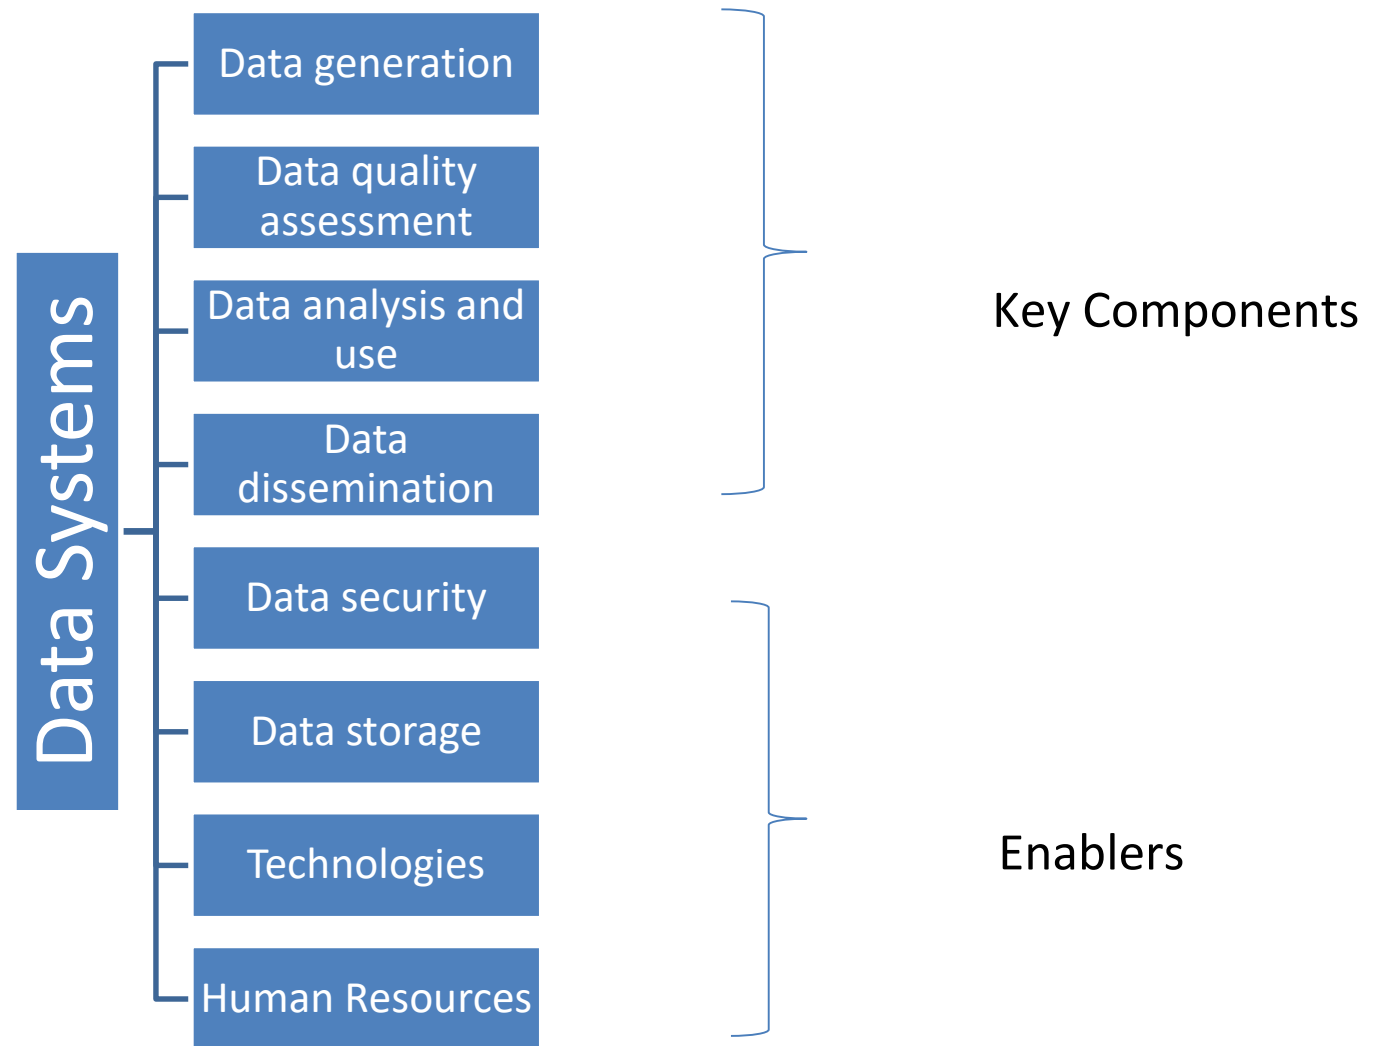 Data Systems
Data generation
Data quality
assessment
Data analysis and
use
Data
dissemination
Data security
Data storage
Technologies
Human Resources
Key Components
Enablers